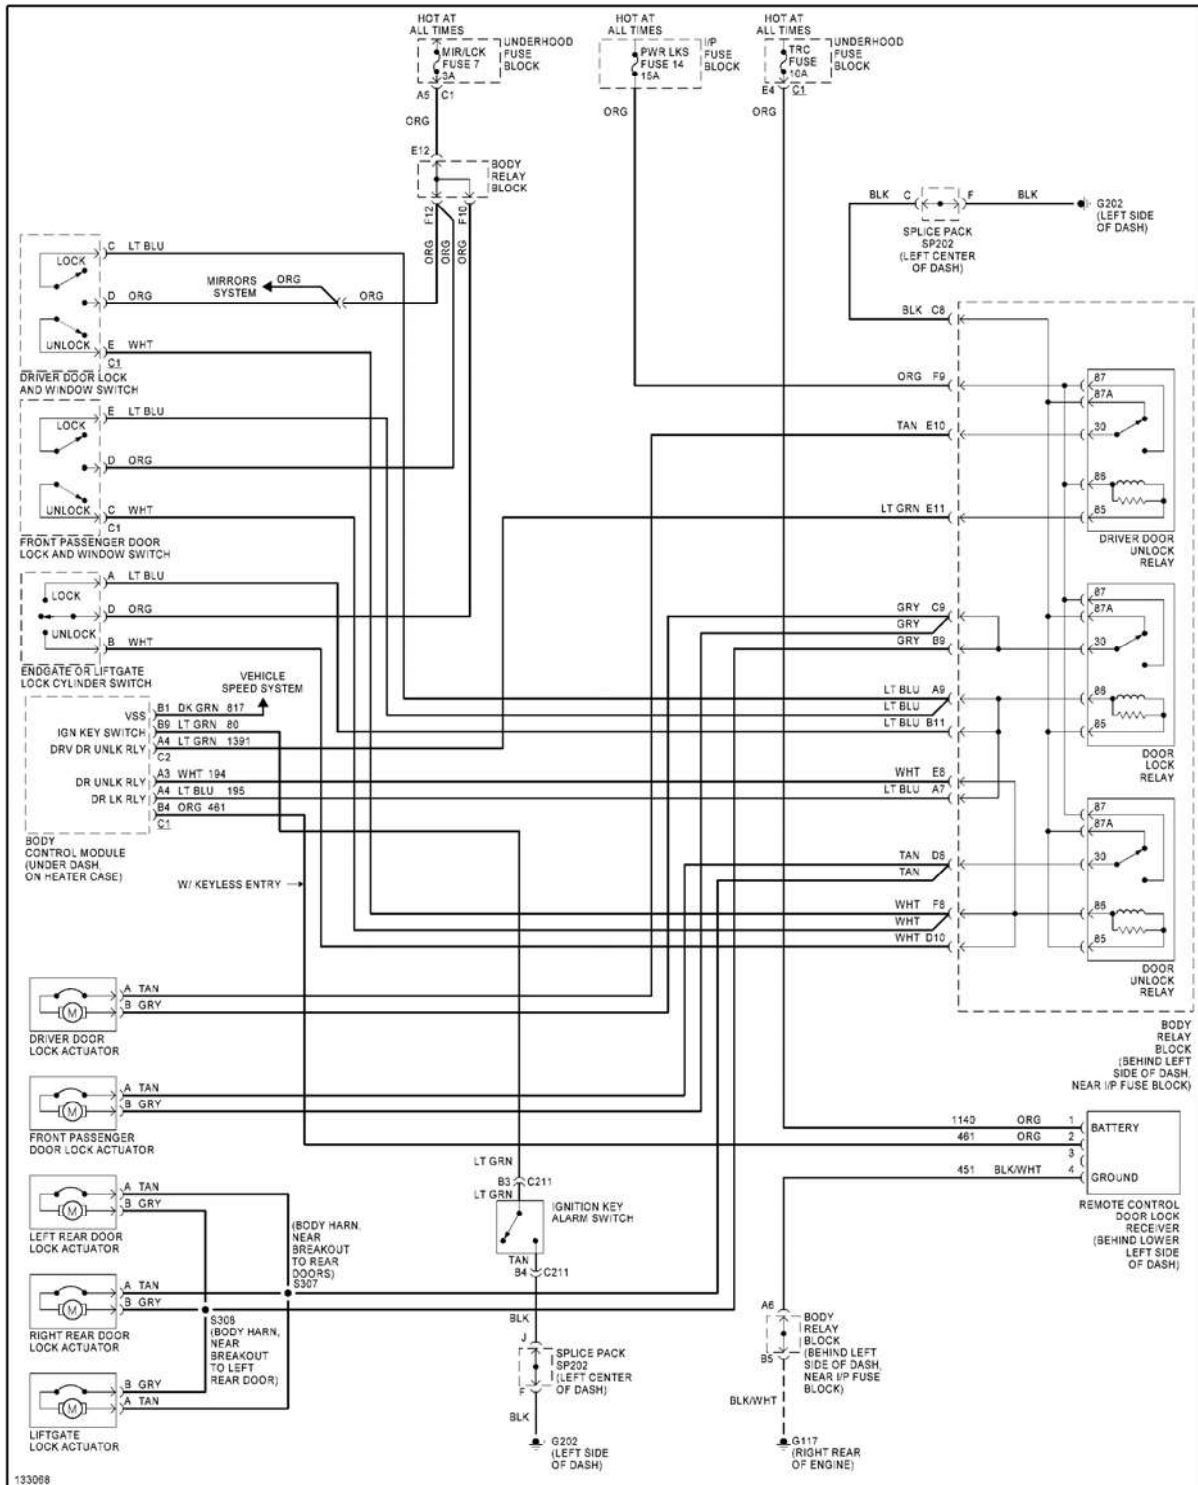 HOT AT
ALL TIMES
HOT AT
ALL TIMES
HOT AT
ALL TIMES
MIR/LCK
FUSE 7
3A
UNDERHOOD
FUSE
BLOCK
PWR LKS
FUSE 14
15A
I/P
FUSE
BLOCK
TRC
FUSE
10A
UNDERHOOD
FUSE
BLOCK
A5 C1
E4 C1
ORG
ORG
ORG
E12
BODY
RELAY
BLOCK
F12
F10
ORG
ORG
ORG
BLK C F BLK
G202
(LEFT SIDE
OF DASH)
SPLICE PACK
SP202
(LEFT CENTER
OF DASH)
C LT BLU
LOCK
MIRRORS
SYSTEM
ORG
D ORG
ORG
UNLOCK
E WHT
C1
DRIVER DOOR LOCK
AND WINDOW SWITCH
BLK C8
ORG F9
87
87A
TAN E10
30
86
LT GRN E11
85
DRIVER DOOR
UNLOCK
RELAY
E LT BLU
LOCK
D ORG
UNLOCK
C WHT
C1
FRONT PASSENGER DOOR
LOCK AND WINDOW SWITCH
A LT BLU
LOCK
D ORG
UNLOCK
B WHT
ENDGATE OR LIFTGATE
LOCK CYLINDER SWITCH
87
GRY C9
87A
GRY
GRY B9
30
LT BLU A9
86
LT BLU
LT BLU B11
85
DOOR
LOCK
RELAY
VEHICLE
SPEED SYSTEM
VSS
B1 DK GRN 817
IGN KEY SWITCH
B9 LT GRN 80
DRV DR UNLK RLY
A4 LT GRN 1391
C2
DR UNLK RLY
A3 WHT 194
DR LK RLY
A4 LT BLU 195
B4 ORG 461
C1
BODY
CONTROL MODULE
(UNDER DASH,
ON HEATER CASE)
W/ KEYLESS ENTRY
WHT E6
LT BLU A7
87
87A
TAN D8
30
TAN
WHT F8
86
WHT
WHT D10
85
DOOR
UNLOCK
RELAY
BODY
RELAY
BLOCK
(BEHIND LEFT
SIDE OF DASH,
NEAR I/P FUSE BLOCK)
A TAN
B GRY
M
DRIVER DOOR
LOCK ACTUATOR
A TAN
B GRY
M
FRONT PASSENGER
DOOR LOCK ACTUATOR
A TAN
B GRY
M
LEFT REAR DOOR
LOCK ACTUATOR
A TAN
B GRY
M
RIGHT REAR DOOR
LOCK ACTUATOR
B GRY
A TAN
M
LIFTGATE
LOCK ACTUATOR
(BODY HARN,
NEAR
BREAKOUT
TO REAR
DOORS)
S307
S308
(BODY HARN,
NEAR
BREAKOUT
TO LEFT
REAR DOOR)
LT GRN
B3 C211
LT GRN
IGNITION KEY
ALARM SWITCH
TAN
B4 C211
BLK
J
SPLICE PACK
SP202
(LEFT CENTER
OF DASH)
F
BLK
G202
(LEFT SIDE
OF DASH)
1140 ORG 1
BATTERY
461 ORG 2
3
451 BLK/WHT 4
GROUND
REMOTE CONTROL
DOOR LOCK
RECEIVER
(BEHIND LOWER
LEFT SIDE
OF DASH)
A6
BODY
RELAY
BLOCK
(BEHIND LEFT
SIDE OF DASH,
NEAR I/P FUSE
BLOCK)
B5
BLK/WHT
G117
(RIGHT REAR
OF ENGINE)
133068